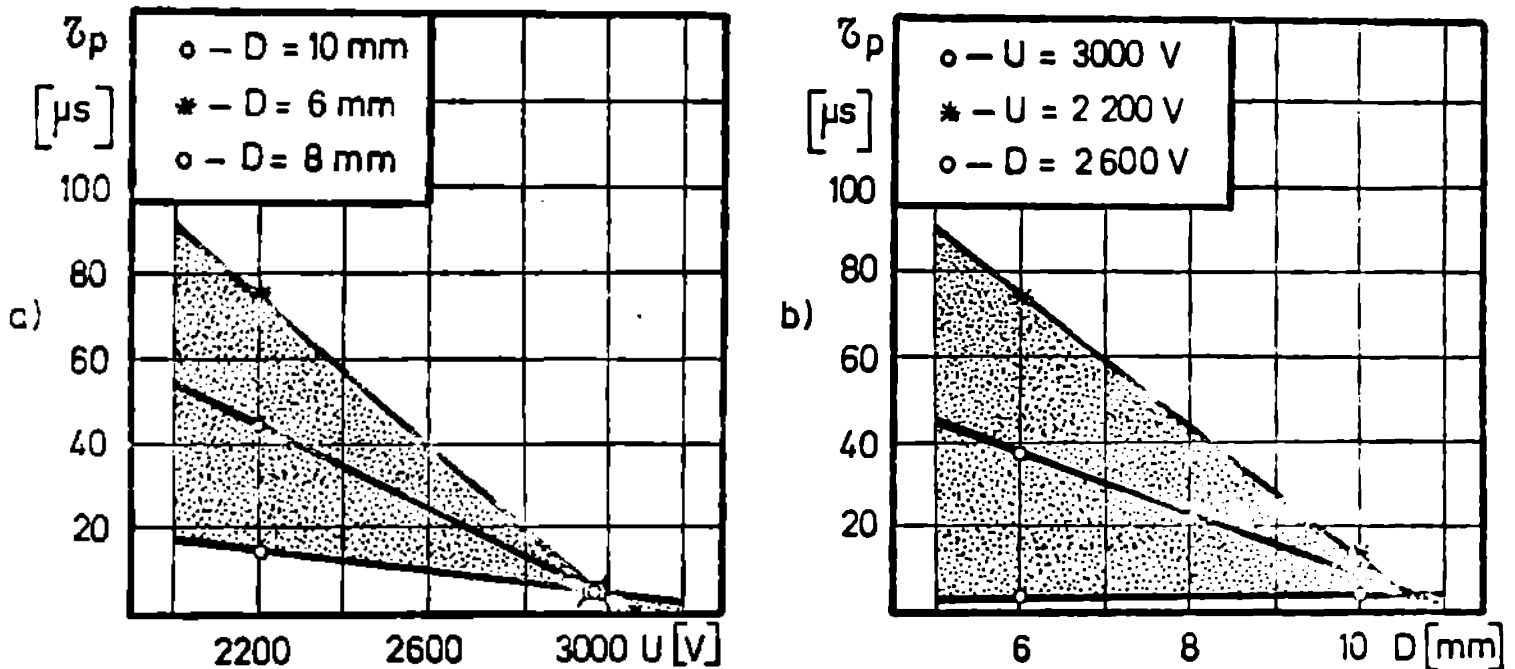 τp
[μs]
o – D = 10 mm
* – D = 6 mm
o – D = 8 mm
100
80
60
40
20
a)
2200 2600 3000 U [V]
τp
[μs]
o – U = 3000 V
* – U = 2 200 V
o – D = 2600 V
100
80
60
40
20
b)
6 8 10 D [mm]